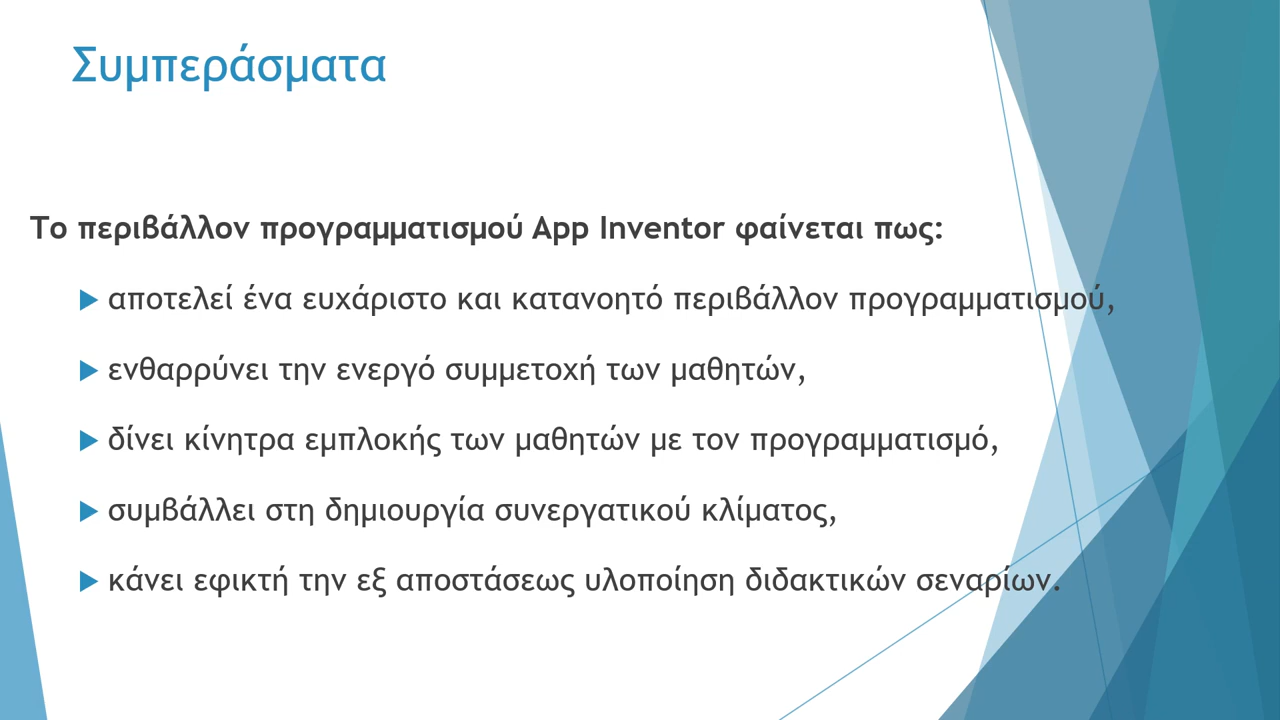 Συμπεράσματα
Το περιβάλλον προγραμματισμού App Inventor φαίνεται πως:
αποτελεί ένα ευχάριστο και κατανοητό περιβάλλον προγραμματισμού,
ενθαρρύνει την ενεργό συμμετοχή των μαθητών,
δίνει κίνητρα εμπλοκής των μαθητών με τον προγραμματισμό,
συμβάλλει στη δημιουργία συνεργατικού κλίματος,
κάνει εφικτή την εξ αποστάσεως υλοποίηση διδακτικών σεναρίων.